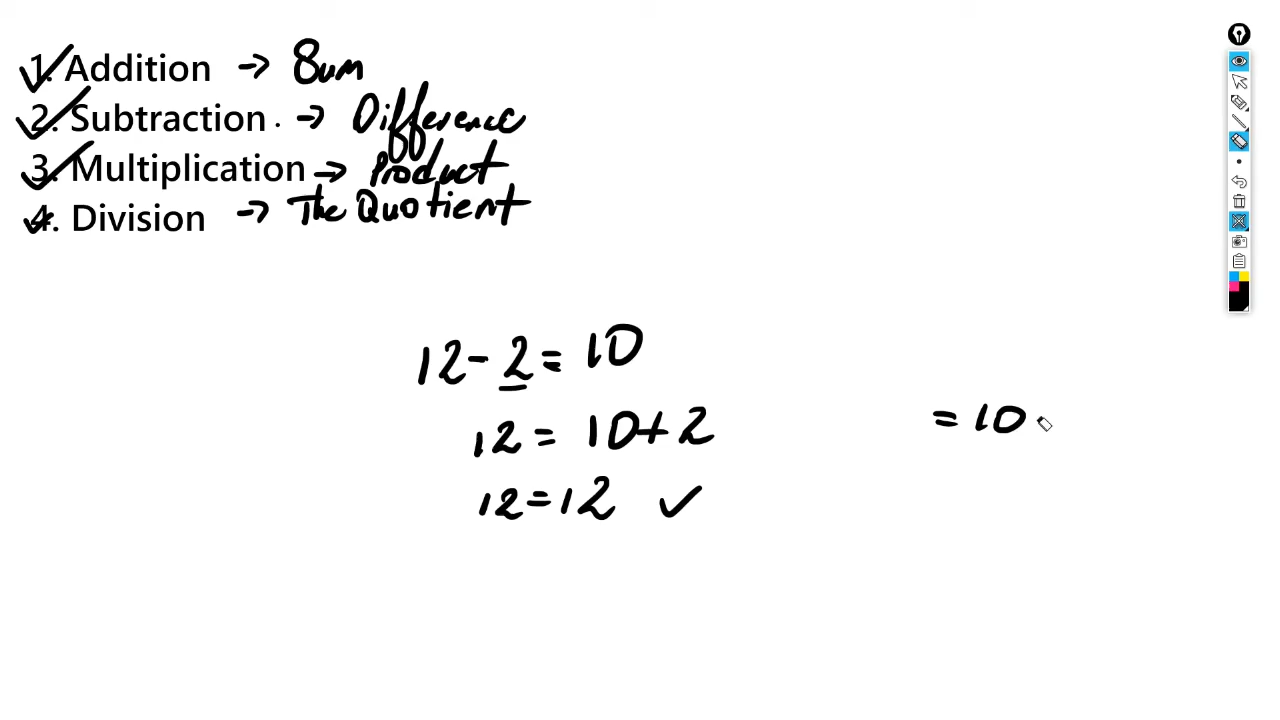 1. Addition -> Sum
2. Subtraction . -> Difference
3. Multiplication -> Product
4. Division -> The Quotient
12 - 2 = 10
12 = 10 + 2
= 10
12 = 12 ✓